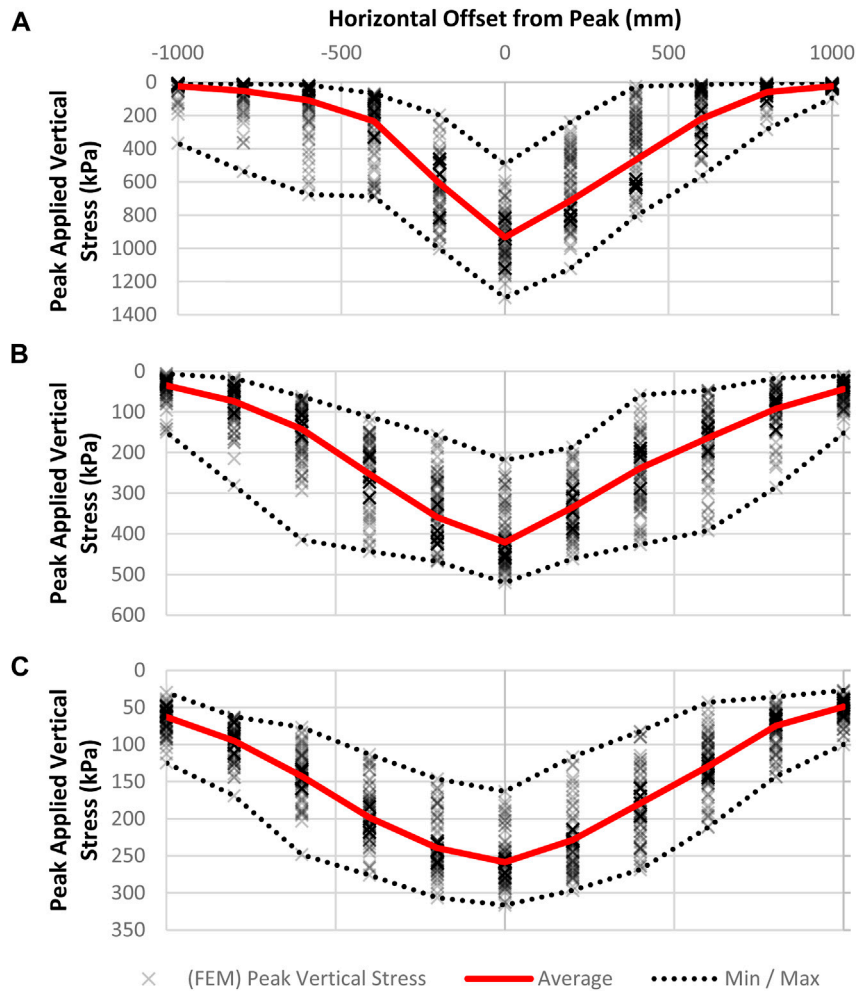 A
Horizontal Offset from Peak (mm)
-1000 -500 0 500 1000
Peak Applied Vertical
Stress (kPa)
0
200
400
600
800
1000
1200
1400
B
Peak Applied Vertical
Stress (kPa)
0
100
200
300
400
500
600
C
Peak Applied Vertical
Stress (kPa)
0
50
100
150
200
250
300
350
(FEM) Peak Vertical Stress Average Min / Max